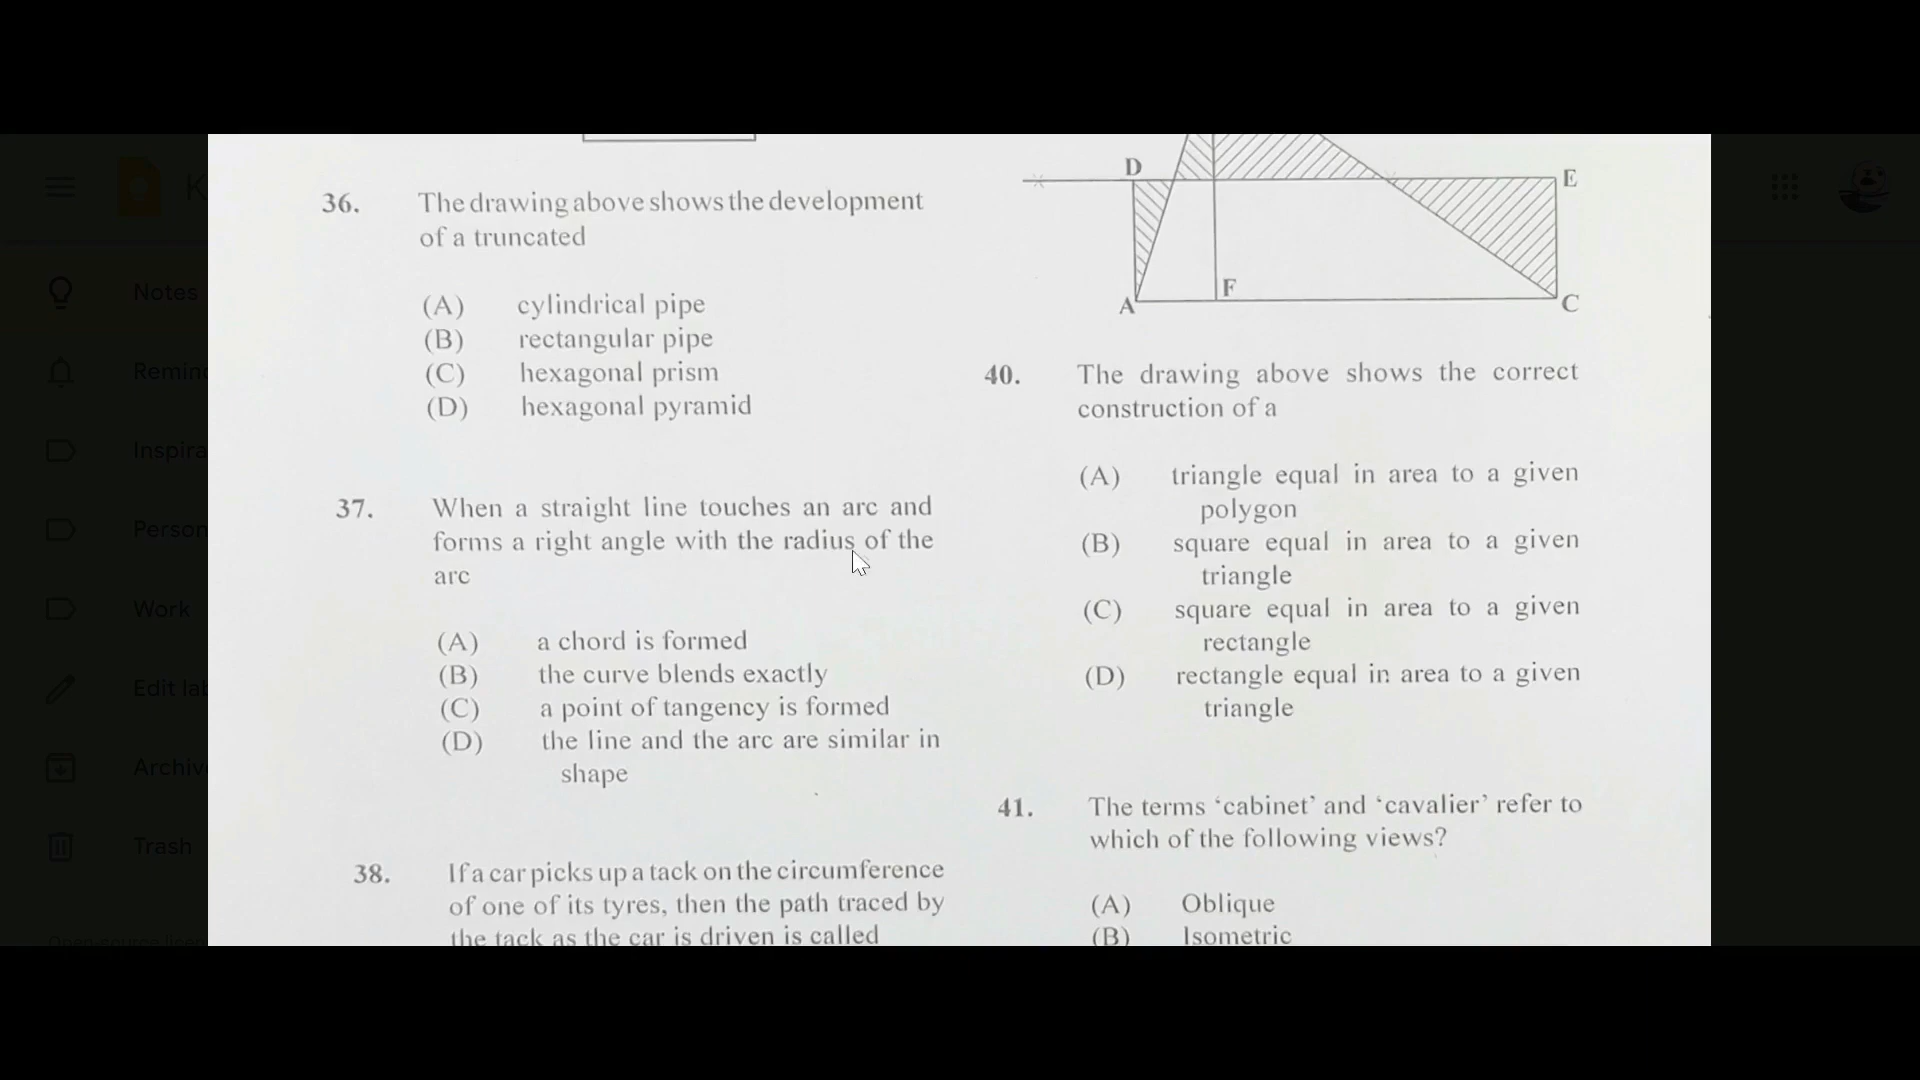 Notes
Person
Work
Trash
36. The drawing above shows the development
of a truncated
(A) cylindrical pipe
(B) rectangular pipe
(C) hexagonal prism
(D) hexagonal pyramid
37. When a straight line touches an arc and
forms a right angle with the radius of the
arc
(A) a chord is formed
(B) the curve blends exactly
(C) a point of tangency is formed
(D) the line and the arc are similar in
shape
38. If a car picks up a tack on the circumference
of one of its tyres, then the path traced by
the tack as the car is driven is called
D
E
F
A
C
40. The drawing above shows the correct
construction of a
(A) triangle equal in area to a given
polygon
(B) square equal in area to a given
triangle
(C) square equal in area to a given
rectangle
(D) rectangle equal in area to a given
triangle
41. The terms ‘cabinet’ and ‘cavalier’ refer to
which of the following views?
(A) Oblique
(B) Isometric